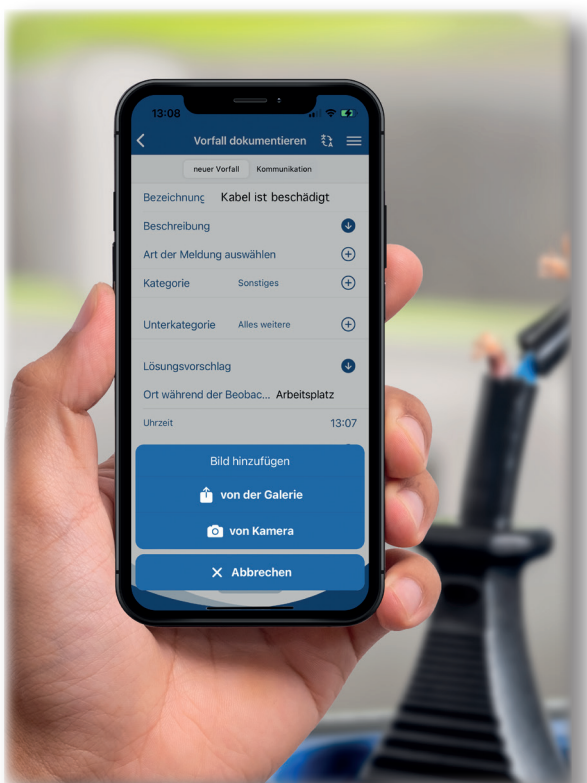 13:08
Vorfall dokumentieren
neuer Vorfall Kommunikation
Bezeichnung Kabel ist beschädigt
Beschreibung
Art der Meldung auswählen
Kategorie Sonstiges
Unterkategorie Alles weitere
Lösungsvorschlag
Ort während der Beobac... Arbeitsplatz
Uhrzeit 13:07
Bild hinzufügen
von der Galerie
von Kamera
Abbrechen